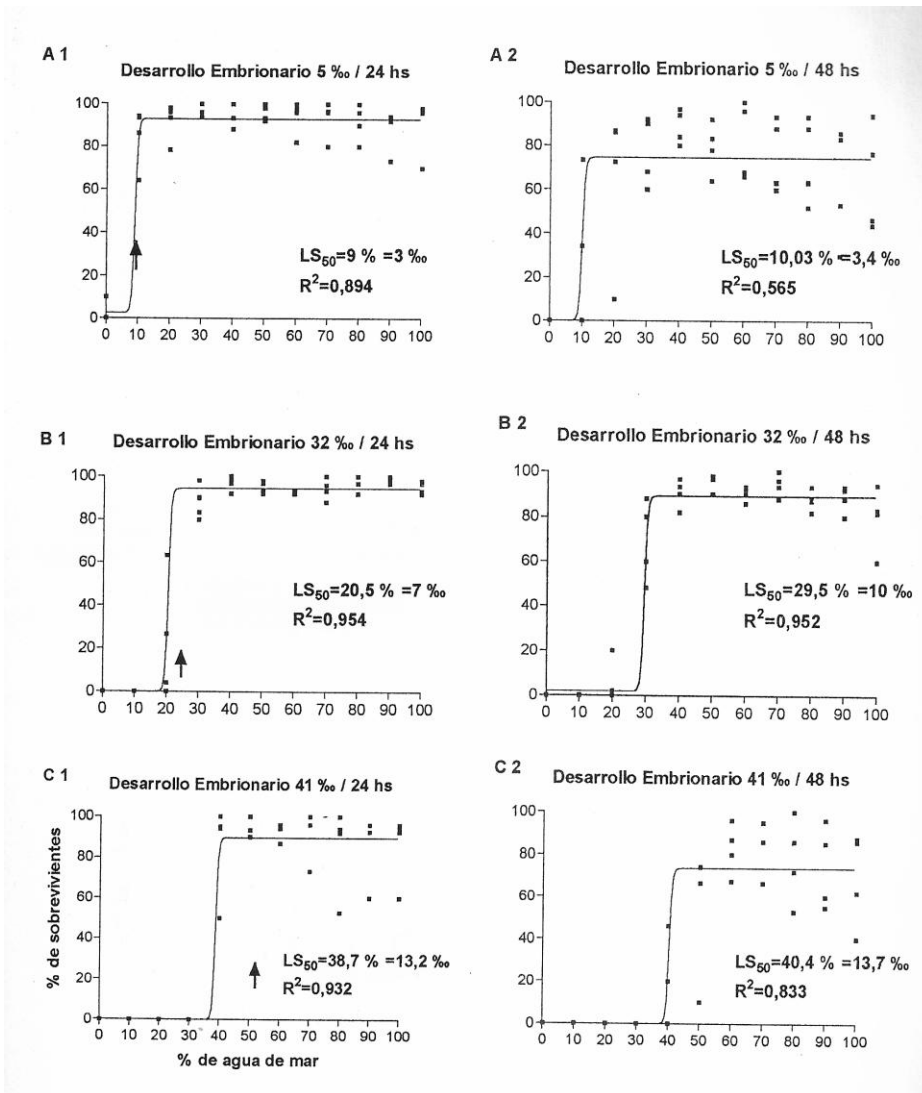 A 1
Desarrollo Embrionario 5 ‰ / 24 hs
100
80
60
40
20
0
LS50=9 % =3 ‰
R2=0,894
0 10 20 30 40 50 60 70 80 90 100
A 2
Desarrollo Embrionario 5 ‰ / 48 hs
100
80
60
40
20
0
LS50=10,03 % =3,4 ‰
R2=0,565
0 10 20 30 40 50 60 70 80 90 100
B 1
Desarrollo Embrionario 32 ‰ / 24 hs
100
80
60
40
20
0
LS50=20,5 % =7 ‰
R2=0,954
0 10 20 30 40 50 60 70 80 90 100
B 2
Desarrollo Embrionario 32 ‰ / 48 hs
100
80
60
40
20
0
LS50=29,5 % =10 ‰
R2=0,952
0 10 20 30 40 50 60 70 80 90 100
C 1
Desarrollo Embrionario 41 ‰ / 24 hs
100
80
60
40
20
0
% de sobrevivientes
LS50=38,7 % =13,2 ‰
R2=0,932
0 10 20 30 40 50 60 70 80 90 100
% de agua de mar
C 2
Desarrollo Embrionario 41 ‰ / 48 hs
100
80
60
40
20
0
LS50=40,4 % =13,7 ‰
R2=0,833
0 10 20 30 40 50 60 70 80 90 100